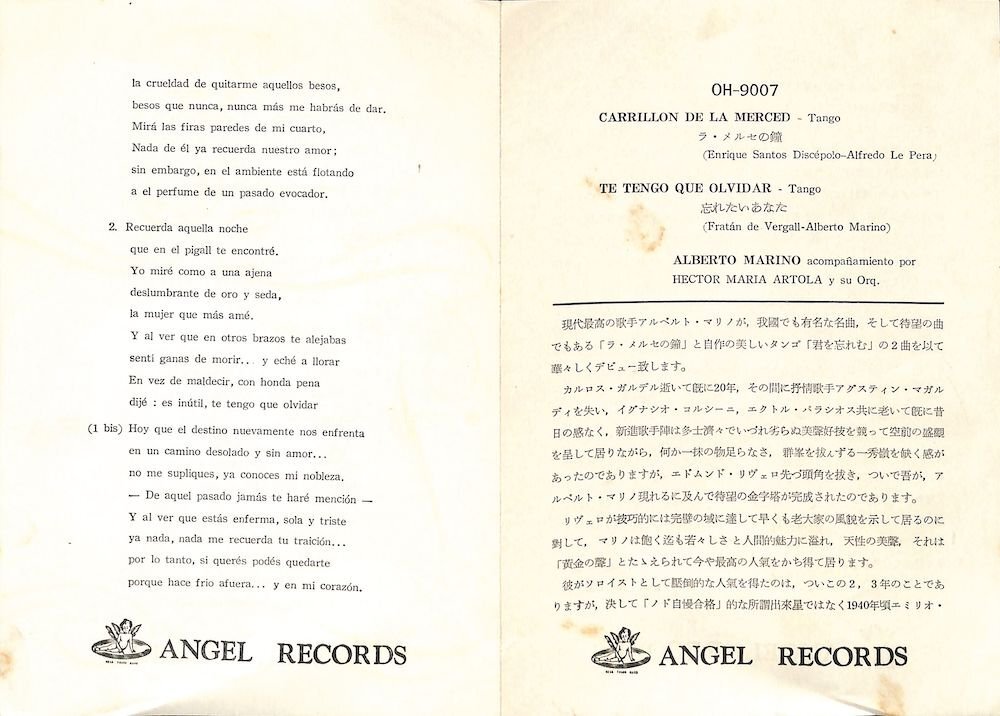 la crueldad de quitarme aquellos besos,
besos que nunca, nunca más me habrás de dar.
Mirá las firas paredes de mi cuarto,
Nada de él ya recuerda nuestro amor;
sin embargo, en el ambiente está flotando
a el perfume de un pasado evocador.
2. Recuerda aquella noche
que en el pigall te encontré.
Yo miré como a una ajena
deslumbrante de oro y seda,
la mujer que más amé.
Y al ver que en otros brazos te alejabas
senti ganas de morir... y eché a llorar
En vez de maldecir, con honda pena
dijé : es inútil, te tengo que olvidar
(1 bis) Hoy que el destino nuevamente nos enfrenta
en un camino desolado y sin amor...
no me supliques, ya conoces mi nobleza.
— De aquel pasado jamás te haré mención —
Y al ver que estás enferma, sola y triste
ya nada, nada me recuerda tu traición...
por lo tanto, si querés podés quedarte
porque hace frio afuera... y en mi corazón.
ANGEL RECORDS
OH-9007
CARRILLON DE LA MERCED - Tango
ラ・メルセの鐘
(Enrique Santos Discépolo-Alfredo Le Pera)
TE TENGO QUE OLVIDAR - Tango
忘れたいあなた
(Fratán de Vergall-Alberto Marino)
ALBERTO MARINO acompañamiento por
HECTOR MARIA ARTOLA y su Orq.
現代最高の歌手アルベルト・マリノが，我國でも有名な名曲，そして待望の曲
でもある「ラ・メルセの鐘」と自作の美しいタンゴ「君を忘れむ」の2曲を以て
華々しくデビュー致します。
カルロス・ガルデル逝いて既に20年，その間に抒情歌手アグスティン・マガル
ディを失い，イグナシオ・コルシーニ，エクトル・パラシオス共に老いて既に昔
日の感なく，新進歌手陣は多士濟々でいづれ劣らぬ美聲好技を競って空前の盛觀
を呈して居りながら，何か一抹の物足らなさ，群峯を抜んずる一秀嶺を缺く感が
あったのでありますが，エドムンド・リヴェロ先づ頭角を抜き，ついで吾が，ア
ルベルト・マリノ現れるに及んで待望の金字塔が完成されたのであります。
リヴェロが技巧的には完璧の域に達して早くも老大家の風貌を示して居るのに
對して，マリノは飽く迄も若々しさと人間的魅力に溢れ，天性の美聲，それは
「黄金の聲」とたゝえられて今や最高の人氣をかち得て居ります。
彼がソロイストとして壓倒的な人氣を得たのは，ついこの2，3年のことであ
りますが，決して「ノド自慢合格」的な所謂出來星ではなく1940年頃エミリオ・
ANGEL RECORDS